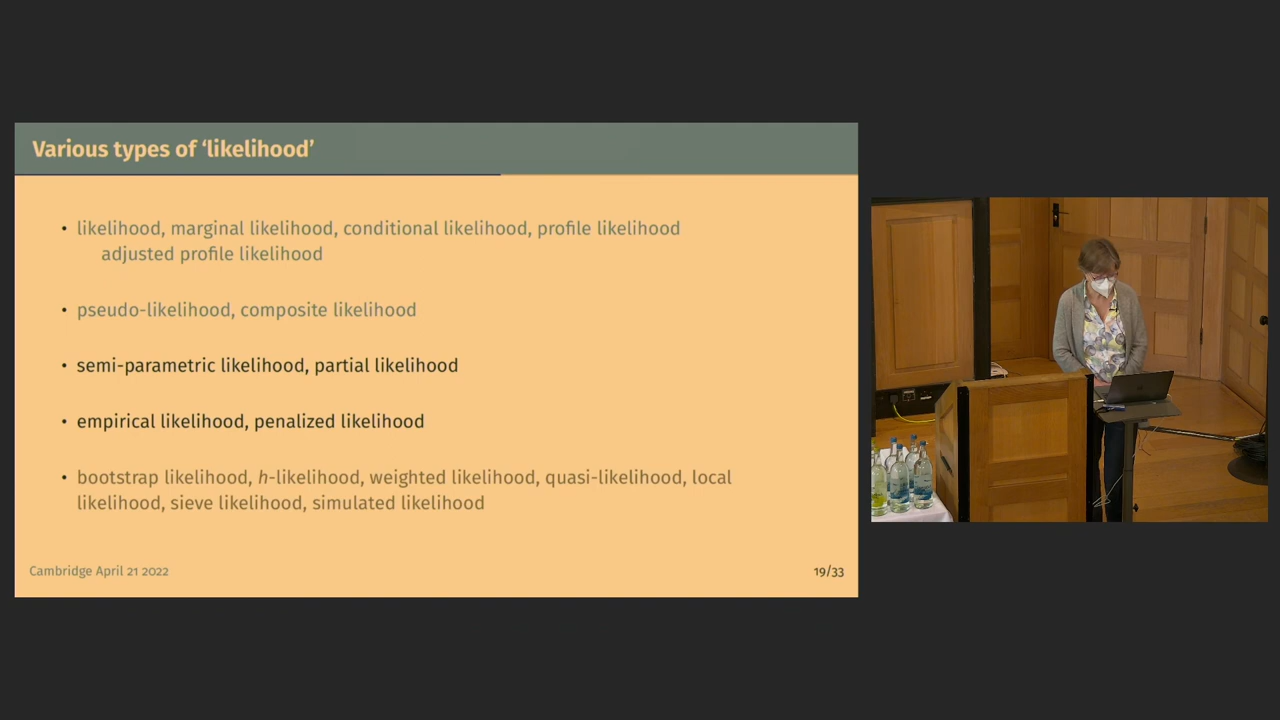 Various types of ‘likelihood’
• likelihood, marginal likelihood, conditional likelihood, profile likelihood
adjusted profile likelihood
• pseudo-likelihood, composite likelihood
• semi-parametric likelihood, partial likelihood
• empirical likelihood, penalized likelihood
• bootstrap likelihood, h-likelihood, weighted likelihood, quasi-likelihood, local
likelihood, sieve likelihood, simulated likelihood
Cambridge April 21 2022
19/33